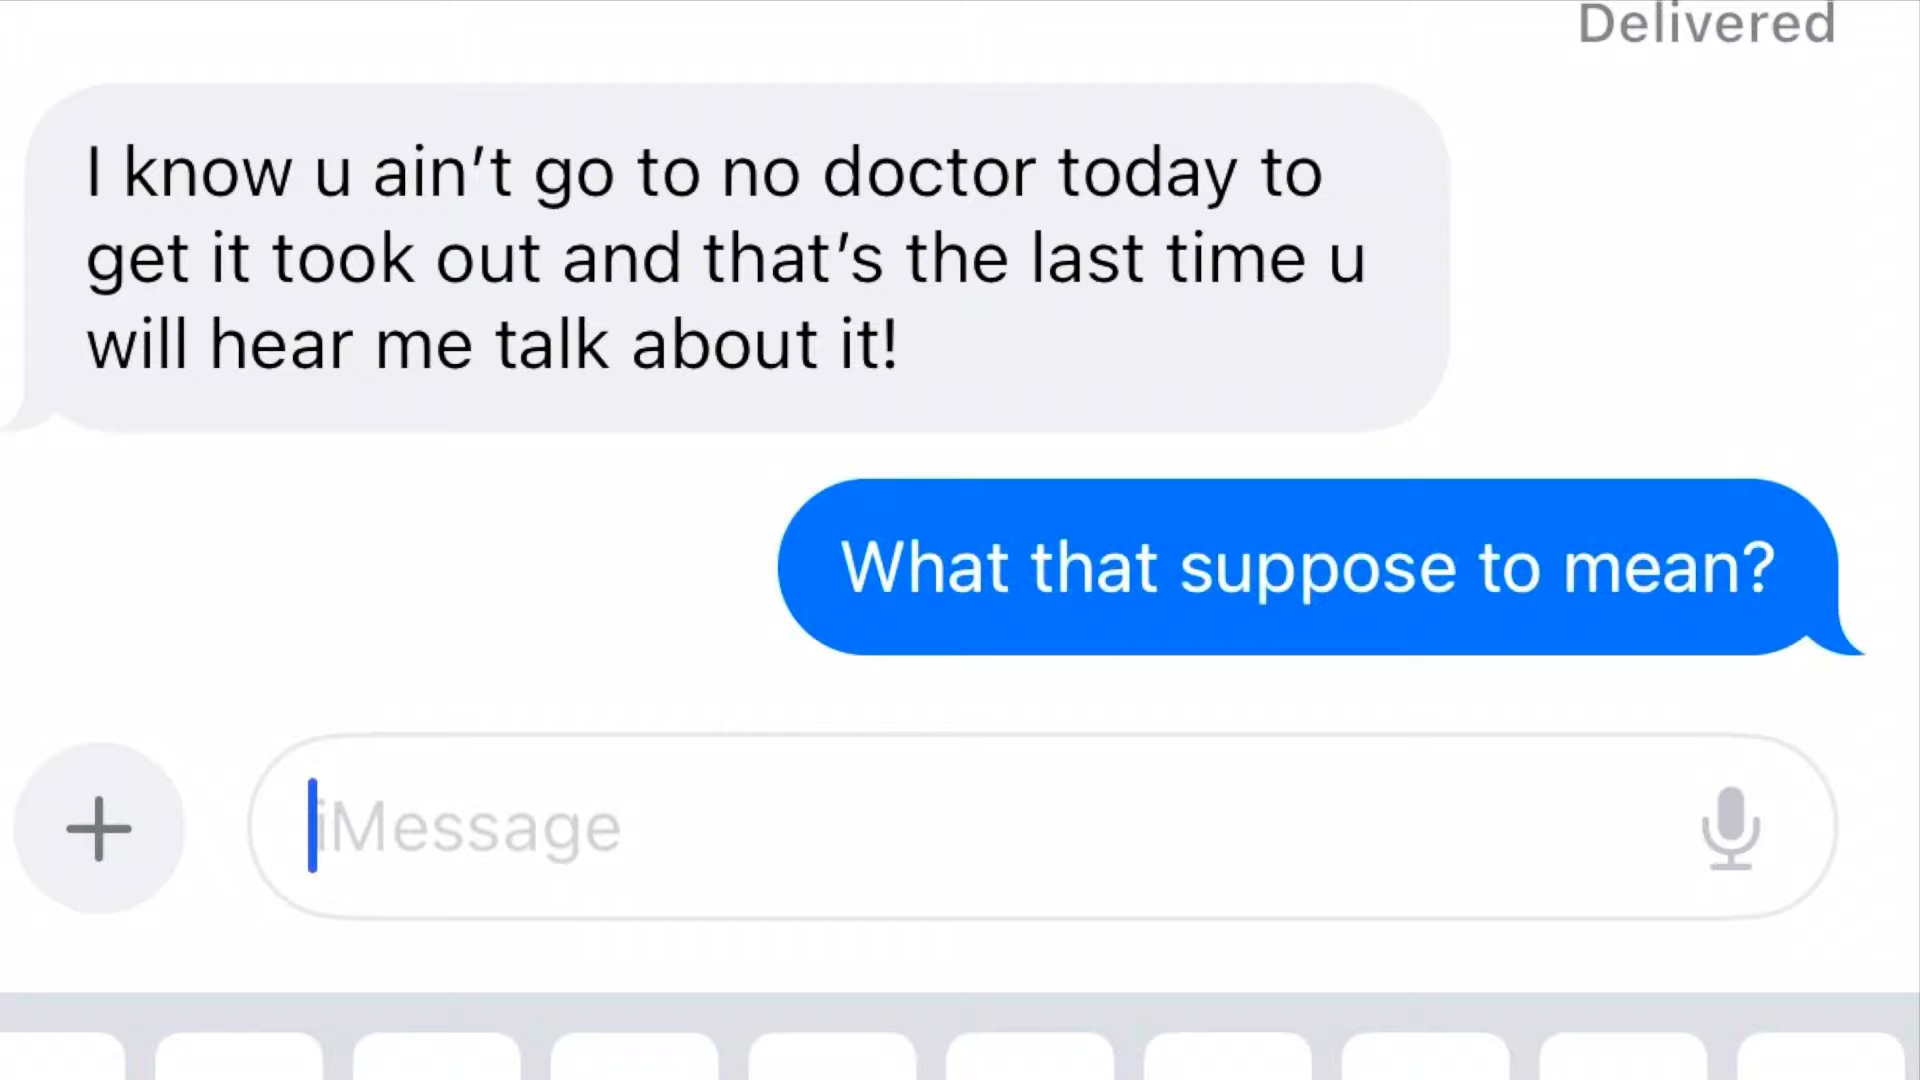 Delivered
I know u ain’t go to no doctor today to
get it took out and that’s the last time u
will hear me talk about it!
What that suppose to mean?
iMessage